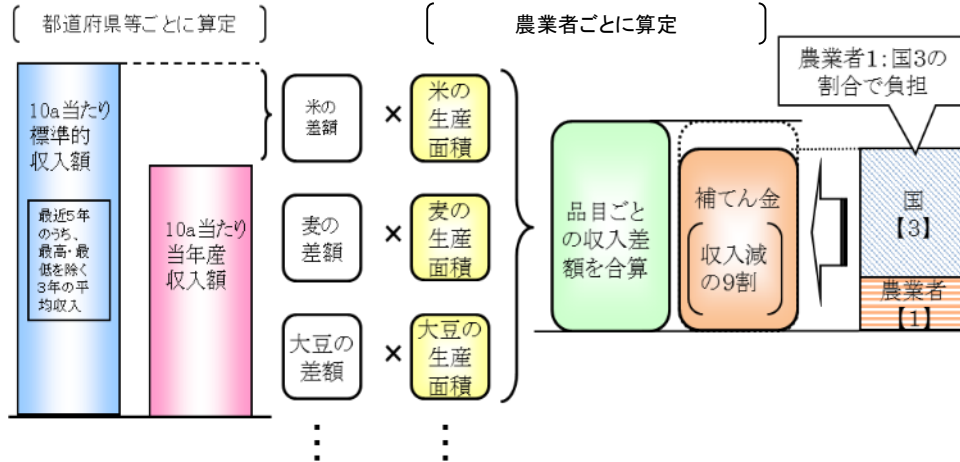 都道府県等ごとに算定
農業者ごとに算定
10a当たり
標準的
収入額
最近5年
のうち、
最高・最
低を除く
3年の平
均収入
10a当たり
当年産
収入額
米の
差額
×
米の
生産
面積
麦の
差額
×
麦の
生産
面積
大豆の
差額
×
大豆の
生産
面積
⋮
⋮
品目ごと
の収入差
額を合算
補てん金
収入減
の9割
農業者1:国3の
割合で負担
国
【3】
農業者
【1】